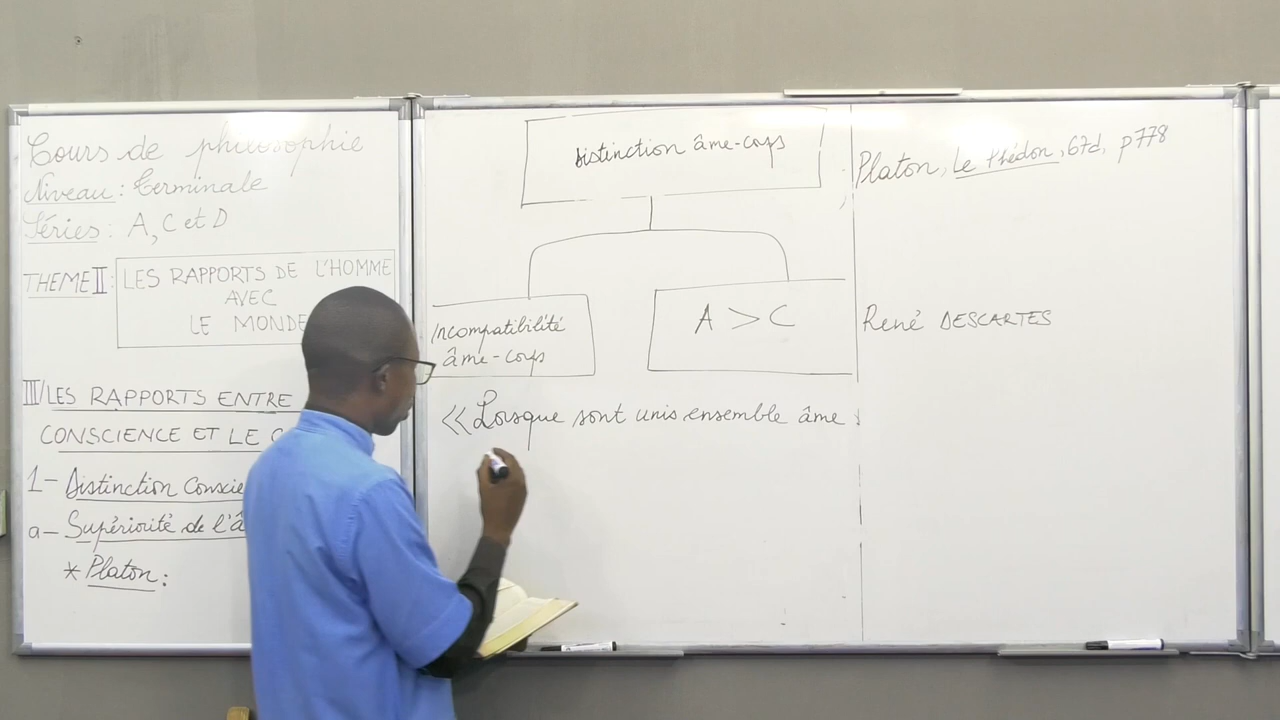 Cours de philosophie
Niveau : Terminale
Séries : A, C et D
THEME II :
LES RAPPORTS DE L'HOMME
AVEC
LE MONDE
III/ LES RAPPORTS ENTRE
CONSCIENCE ET LE
1- Distinction
a- Supériorité de
* Platon :
Distinction âme-corps
Incompatibilité
âme-corps
A > C
<< Lorsque sont unis ensemble âme
Platon, Le Phédon, 67d, p778
René DESCARTES